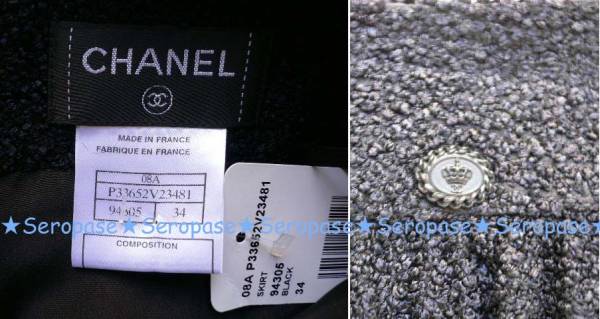 CHANEL
MADE IN FRANCE
FABRIQUE EN FRANCE
08A
P33652V23481
94305 34
COMPOSITION
08A P33652V23481
SKIRT
94305
BLACK
34
★Seropase★Seropase★Seropase★Seropase★Seropase★